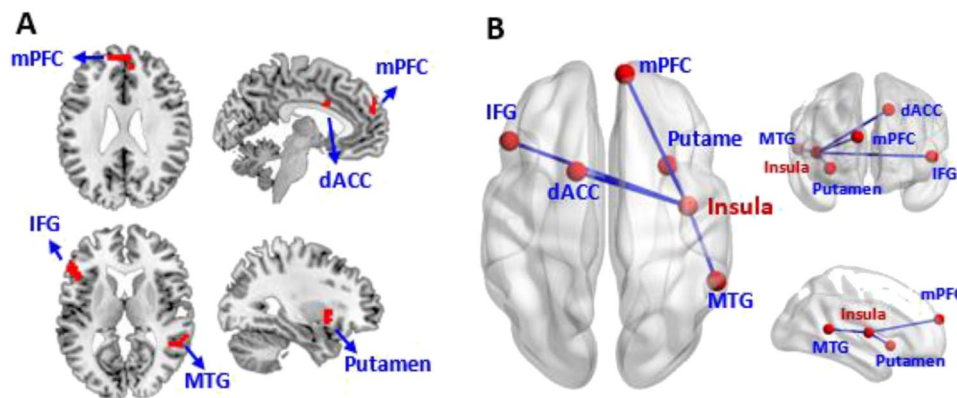 A
mPFC
mPFC
dACC
IFG
MTG
Putamen
B
mPFC
IFG
Putame
dACC
Insula
MTG
dACC
MTG
mPFC
Insula
IFG
Putamen
mPFC
Insula
MTG
Putamen